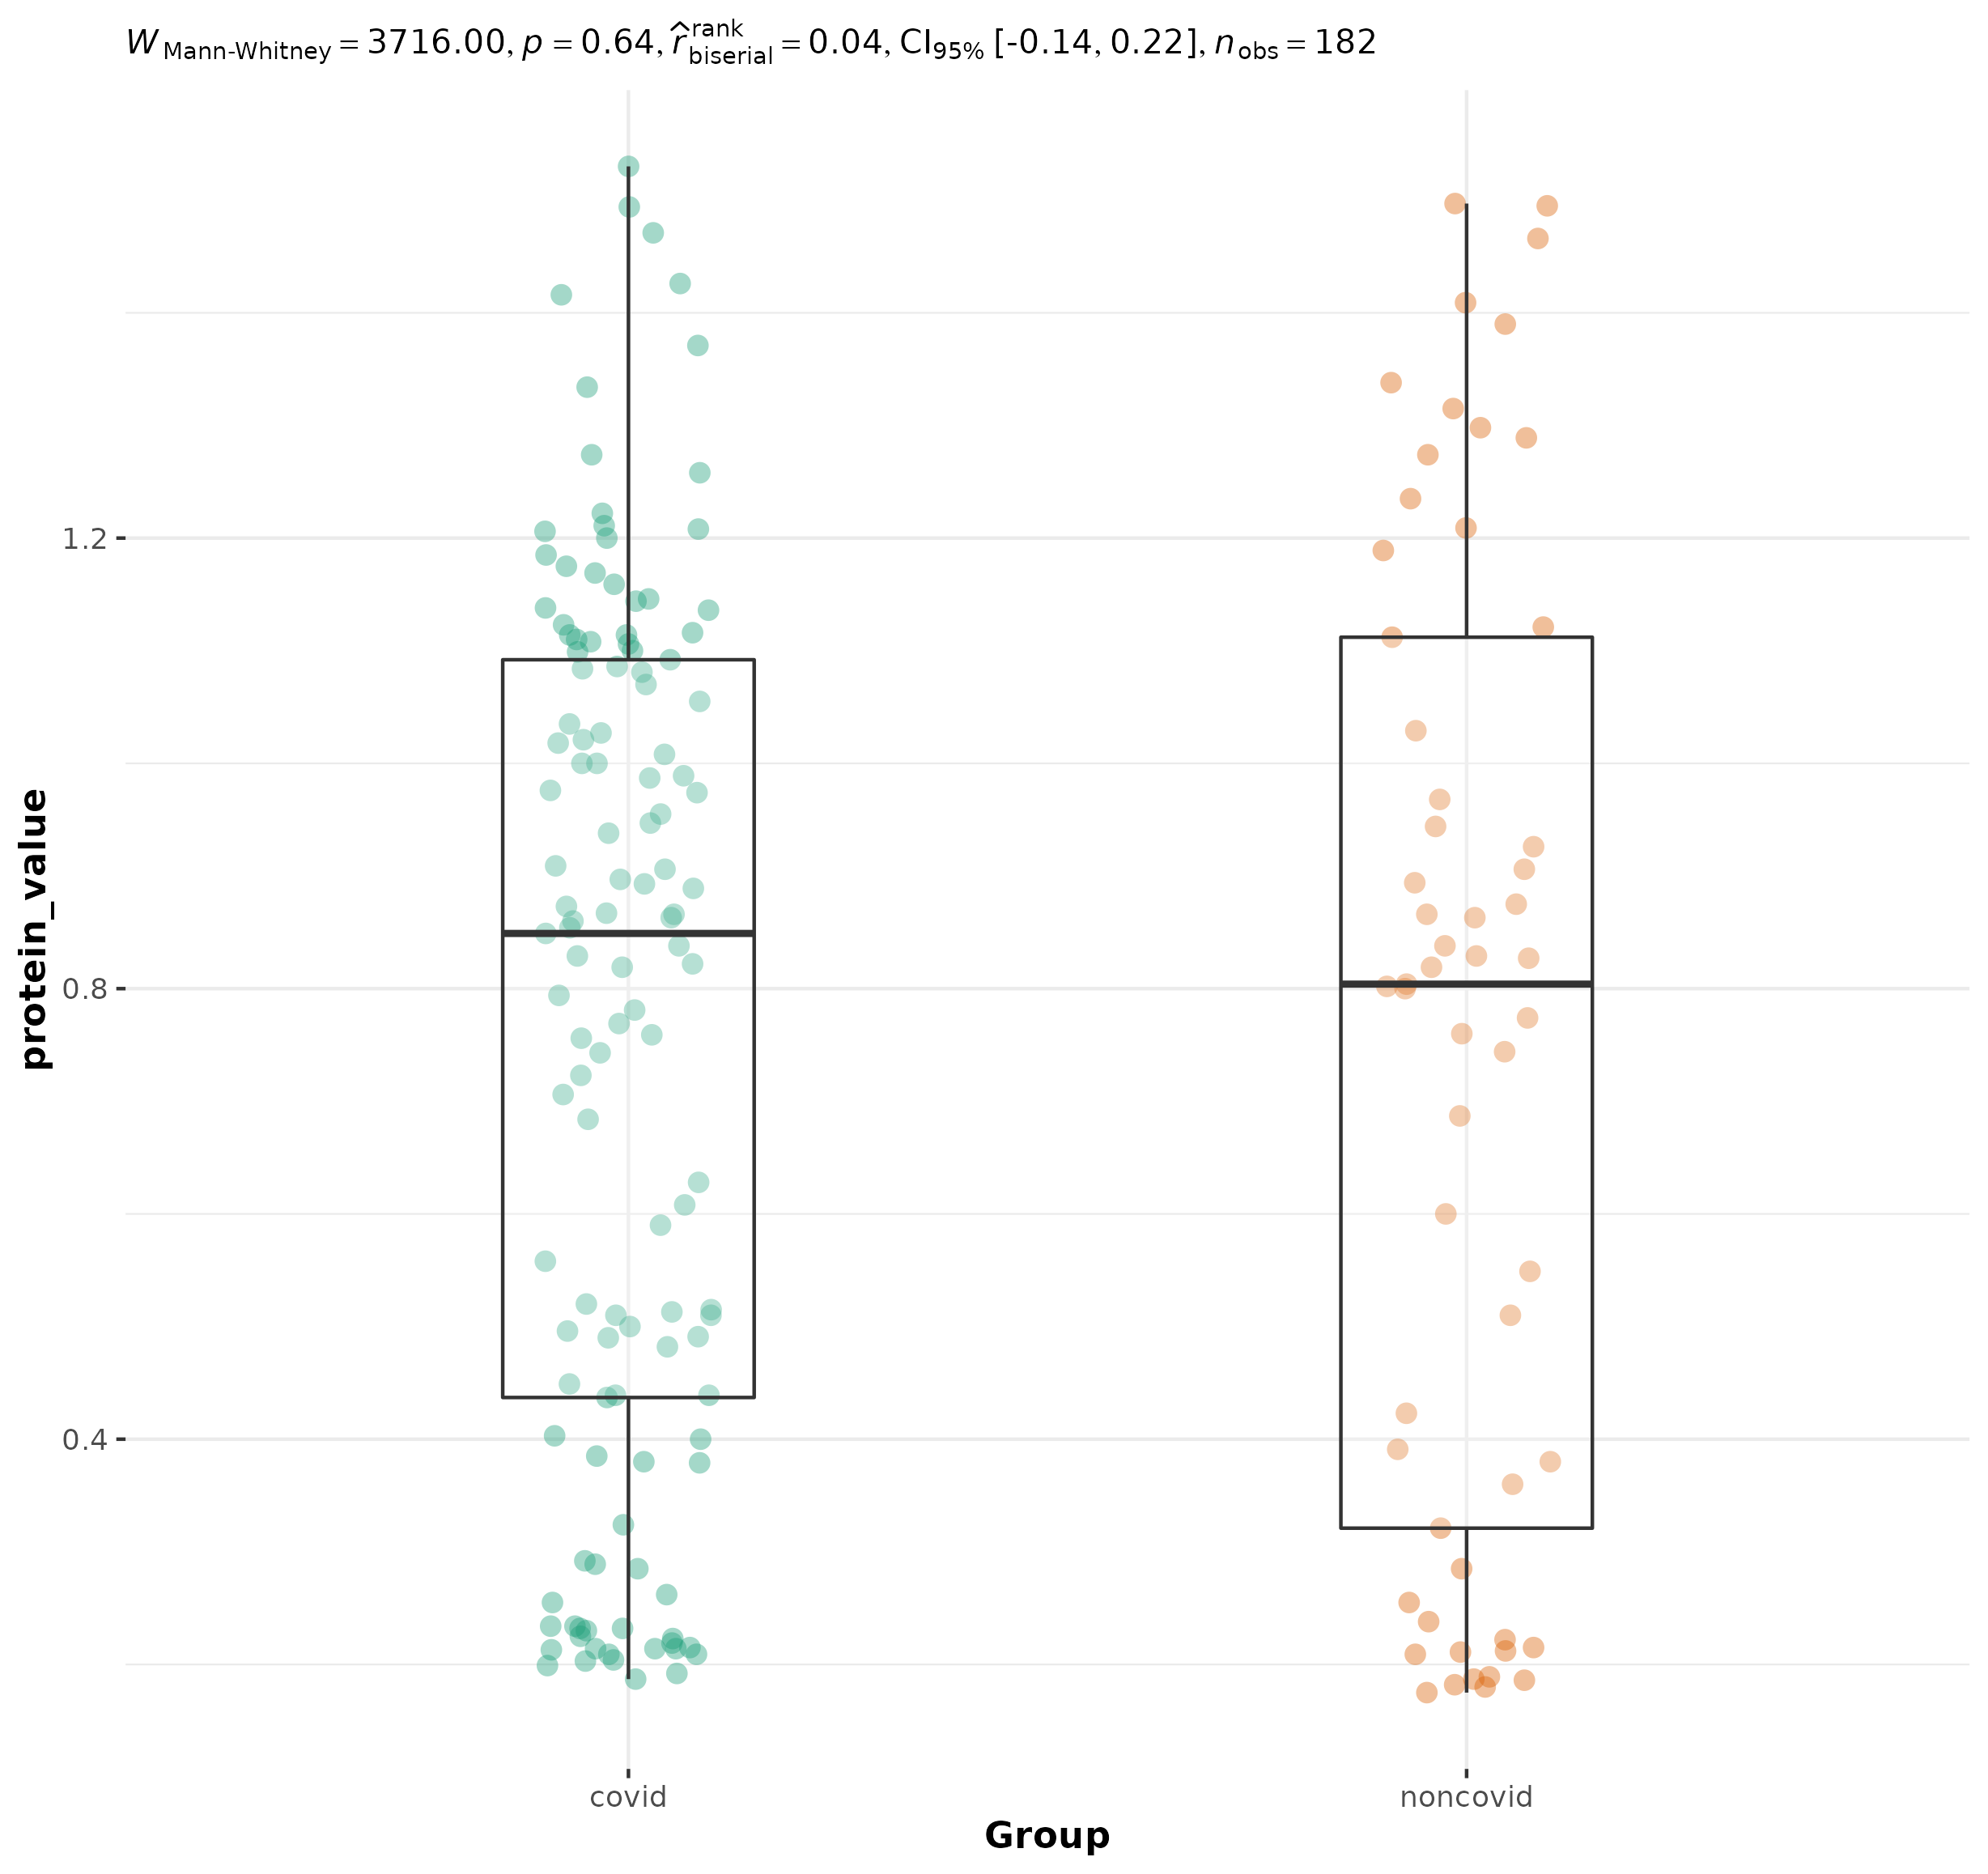 W Mann-Whitney = 3716.00, p = 0.64, r̂ rank biserial = 0.04, CI95% [-0.14, 0.22], n obs = 182
protein_value
1.2
0.8
0.4
covid noncovid
Group